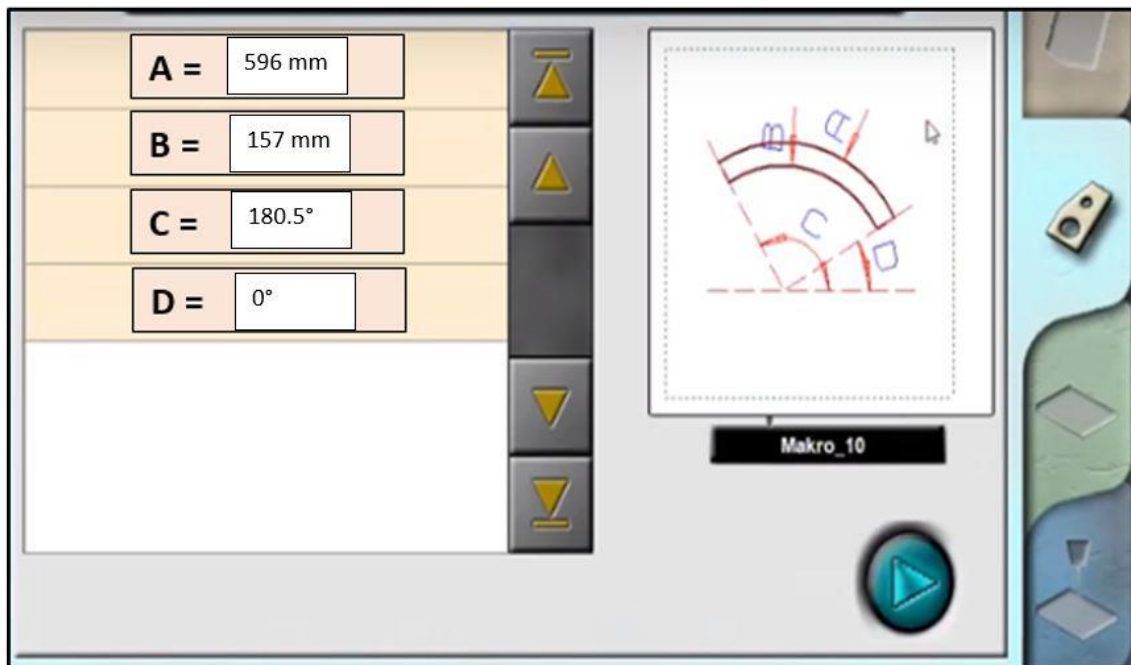 A = 596 mm
B = 157 mm
C = 180.5°
D = 0°
B A
C D
Makro_10